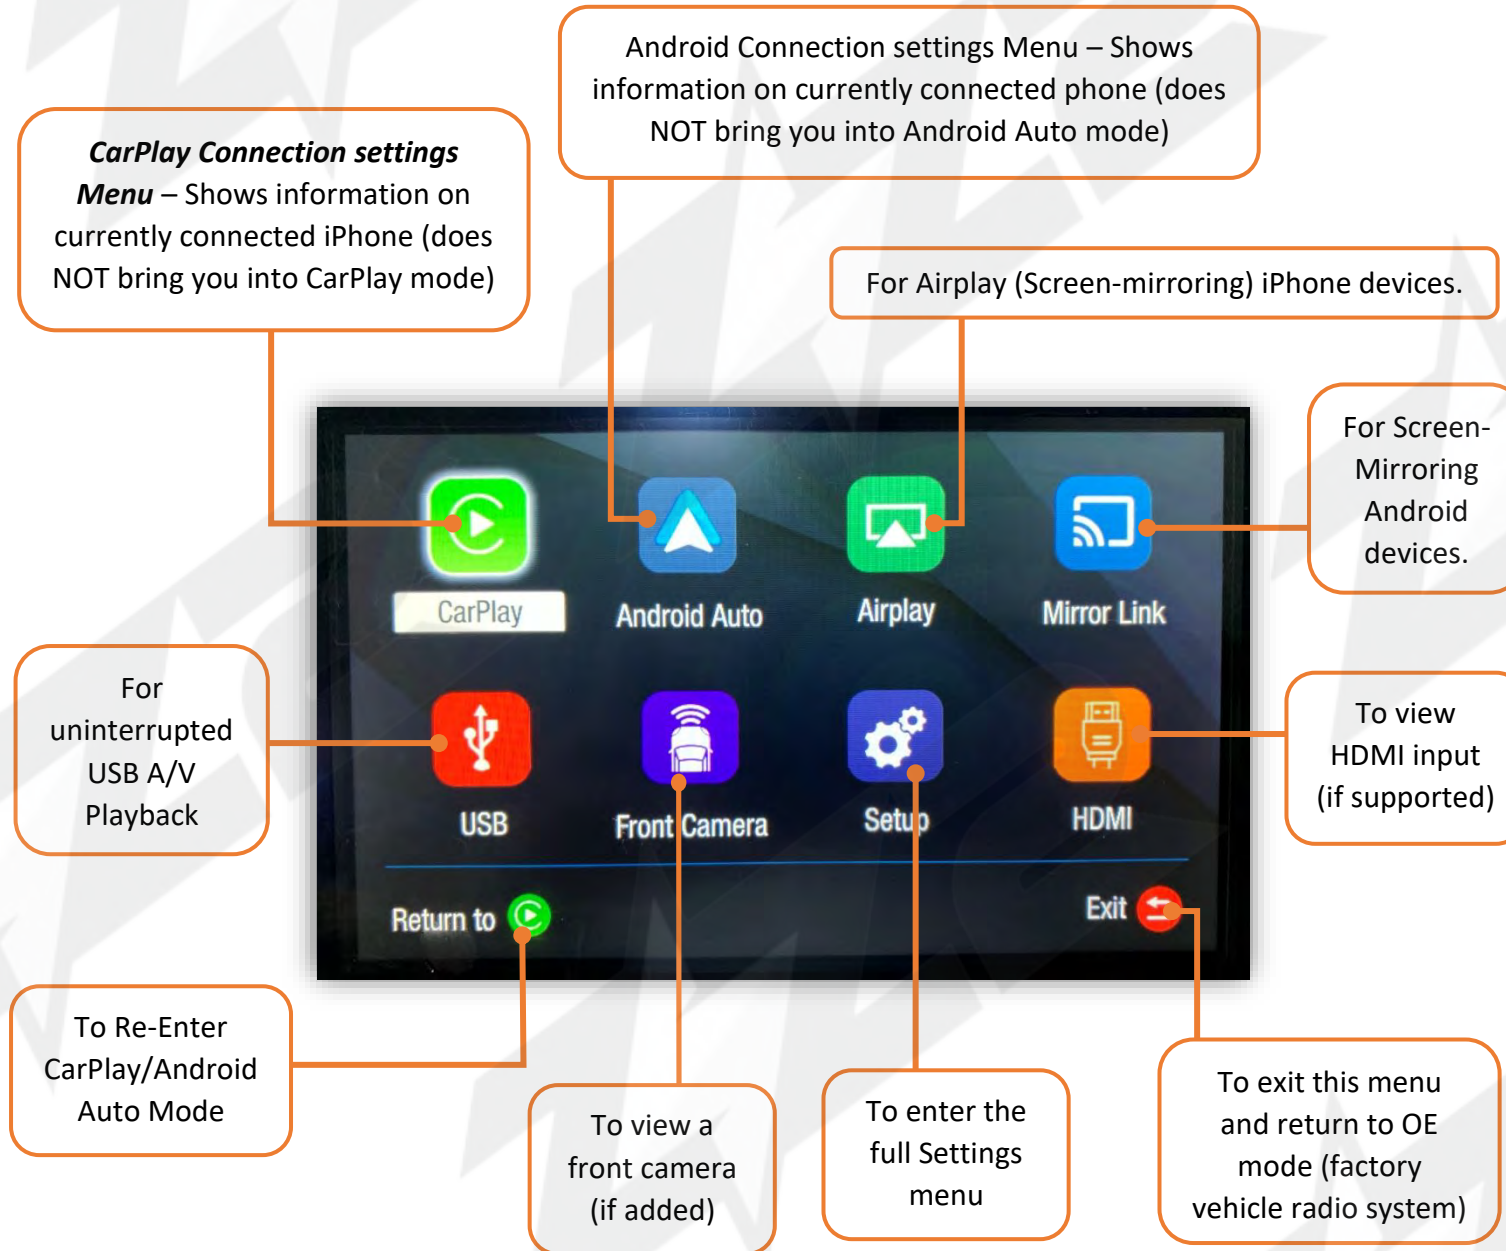 Android Connection settings Menu – Shows
information on currently connected phone (does
NOT bring you into Android Auto mode)
CarPlay Connection settings
Menu – Shows information on
currently connected iPhone (does
NOT bring you into CarPlay mode)
For Airplay (Screen-mirroring) iPhone devices.
For Screen-
Mirroring
Android
devices.
CarPlay
Android Auto
Airplay
Mirror Link
For
uninterrupted
USB A/V
Playback
To view
HDMI input
(if supported)
USB
Front Camera
Setup
HDMI
Return to
Exit
To Re-Enter
CarPlay/Android
Auto Mode
To view a
front camera
(if added)
To enter the
full Settings
menu
To exit this menu
and return to OE
mode (factory
vehicle radio system)